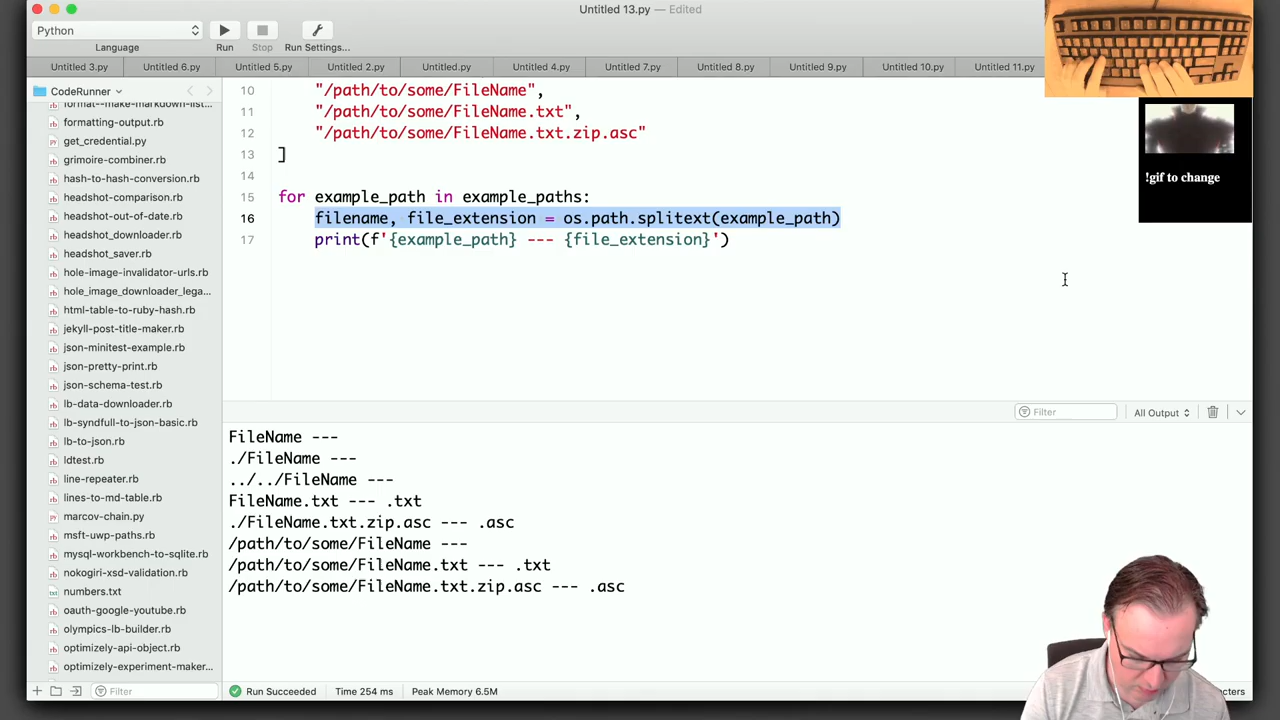 Untitled 13.py — Edited
Python
Language
Run
Stop
Run Settings...
Untitled 3.py
Untitled 6.py
Untitled 5.py
Untitled 2.py
Untitled.py
Untitled 4.py
Untitled 7.py
Untitled 8.py
Untitled 9.py
Untitled 10.py
Untitled 11.py
CodeRunner
format--make-markdown-list...
formatting-output.rb
get_credential.py
grimoire-combiner.rb
hash-to-hash-conversion.rb
headshot-comparison.rb
headshot-out-of-date.rb
headshot_downloader.rb
headshot_saver.rb
hole-image-invalidator-urls.rb
hole_image_downloader_lega...
html-table-to-ruby-hash.rb
jekyll-post-title-maker.rb
json-minitest-example.rb
json-pretty-print.rb
json-schema-test.rb
lb-data-downloader.rb
lb-syndfull-to-json-basic.rb
lb-to-json.rb
ldtest.rb
line-repeater.rb
lines-to-md-table.rb
marcov-chain.py
msft-uwp-paths.rb
mysql-workbench-to-sqlite.rb
nokogiri-xsd-validation.rb
numbers.txt
oauth-google-youtube.rb
olympics-lb-builder.rb
optimizely-api-object.rb
optimizely-experiment-maker...
Filter
10 "/path/to/some/FileName",
11 "/path/to/some/FileName.txt",
12 "/path/to/some/FileName.txt.zip.asc"
13 ]
14
15 for example_path in example_paths:
16 filename, file_extension = os.path.splitext(example_path)
17 print(f'{example_path} --- {file_extension}')
!gif to change
Filter
All Output
FileName ---
./FileName ---
../../FileName ---
FileName.txt --- .txt
./FileName.txt.zip.asc --- .asc
/path/to/some/FileName ---
/path/to/some/FileName.txt --- .txt
/path/to/some/FileName.txt.zip.asc --- .asc
Run Succeeded
Time 254 ms
Peak Memory 6.5M